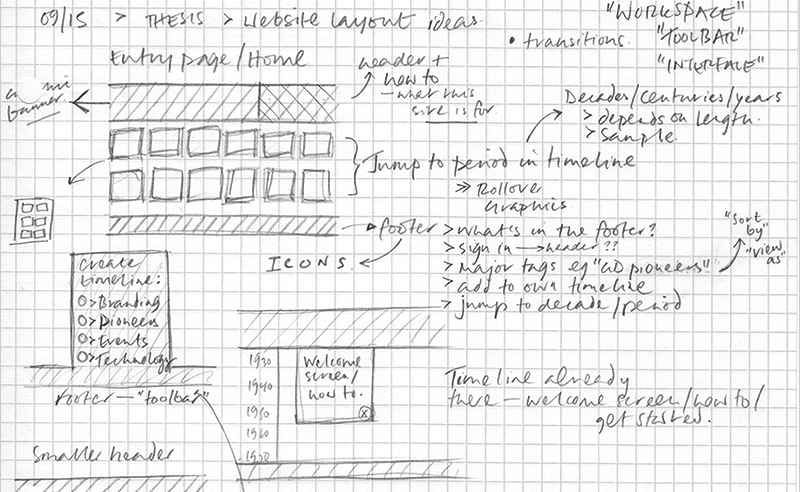 09/15 > THESIS > Website layout ideas.
"WORKSPACE"
• transitions. "TOOLBAR"
"INTERFACE"
Entry page/Home
header +
how to
— what this
site is for.
banner
Decades/centuries/years
> depends on length.
> Sample.
Jump to period in timeline
>> Rollover
Graphics
footer > what's in the footer?
> sign in → header??
> major tags eg "GD pioneers"
> add to own timeline
> jump to decade/period
"sort
by"
"view
as"
ICONS.
Create
timeline:
O> Branding
O> Pioneers
O> Events
O> Technology
footer — "toolbar"
1930
1940
1950
1960
Welcome
screen/
how to.
(x)
Timeline already
there — welcome screen/how to/
get started.
Smaller header